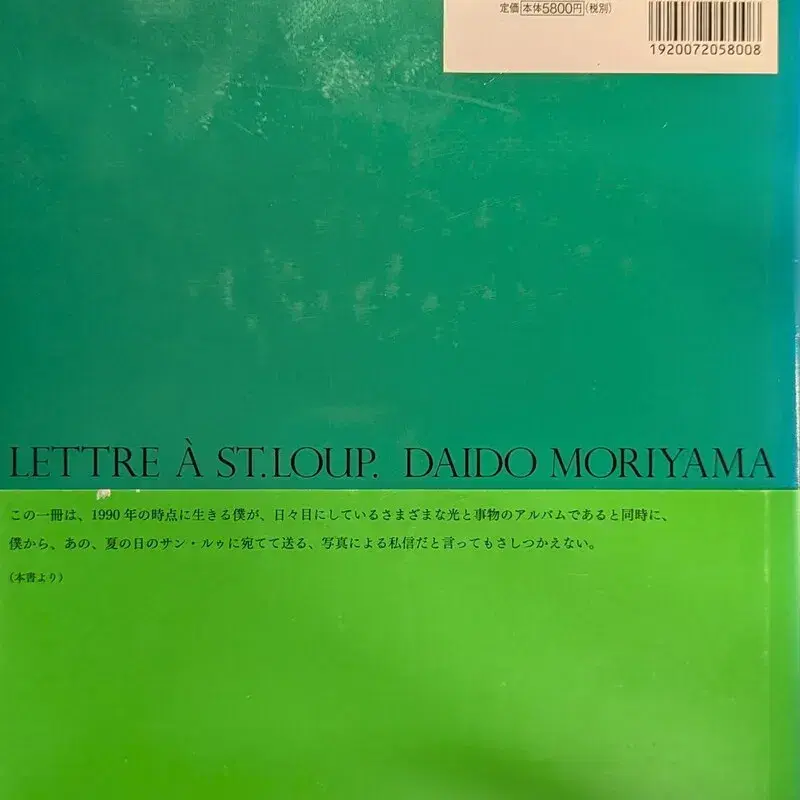 定価 本体5800円(税別)
1920072058008
LETTRE À ST.LOUP. DAIDO MORIYAMA
この一冊は、1990年の時点に生きる僕が、日々目にしているさまざまな光と事物のアルバムであると同時に、
僕から、あの、夏の日のサン・ルゥに宛てて送る、写真による私信だと言ってもさしつかえない。
(本書より)